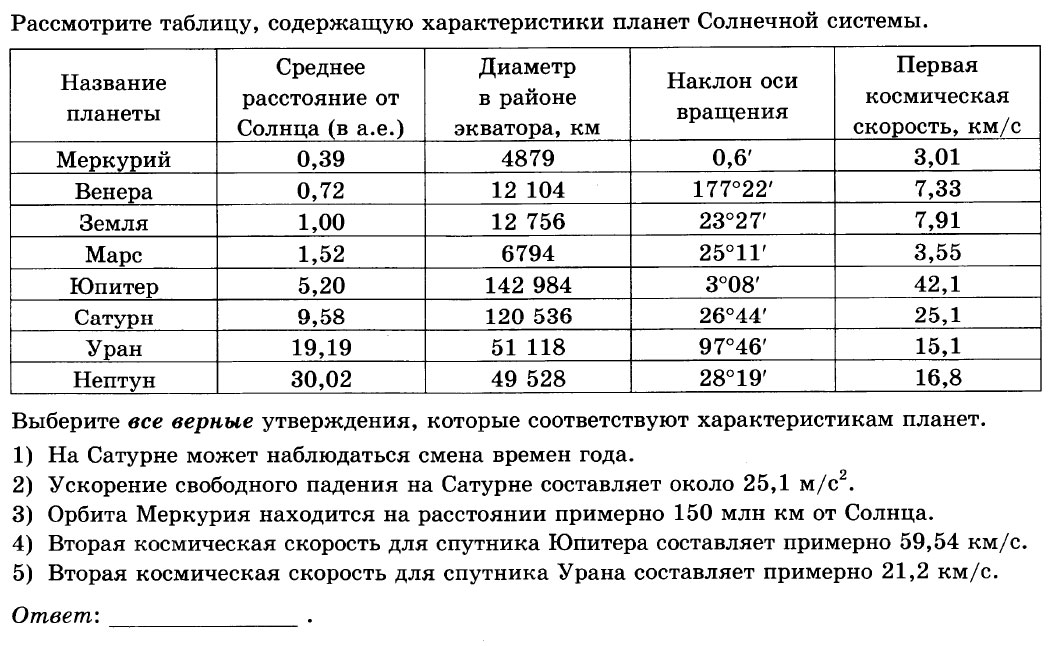 Рассмотрите таблицу, содержащую характеристики планет Солнечной системы.
Название планеты | Среднее расстояние от Солнца (в а.е.) | Диаметр в районе экватора, км | Наклон оси вращения | Первая космическая скорость, км/с
Меркурий | 0,39 | 4879 | 0,6′ | 3,01
Венера | 0,72 | 12 104 | 177°22′ | 7,33
Земля | 1,00 | 12 756 | 23°27′ | 7,91
Марс | 1,52 | 6794 | 25°11′ | 3,55
Юпитер | 5,20 | 142 984 | 3°08′ | 42,1
Сатурн | 9,58 | 120 536 | 26°44′ | 25,1
Уран | 19,19 | 51 118 | 97°46′ | 15,1
Нептун | 30,02 | 49 528 | 28°19′ | 16,8
Выберите все верные утверждения, которые соответствуют характеристикам планет.
1) На Сатурне может наблюдаться смена времен года.
2) Ускорение свободного падения на Сатурне составляет около 25,1 м/с².
3) Орбита Меркурия находится на расстоянии примерно 150 млн км от Солнца.
4) Вторая космическая скорость для спутника Юпитера составляет примерно 59,54 км/с.
5) Вторая космическая скорость для спутника Урана составляет примерно 21,2 км/с.
Ответ: ________________ .